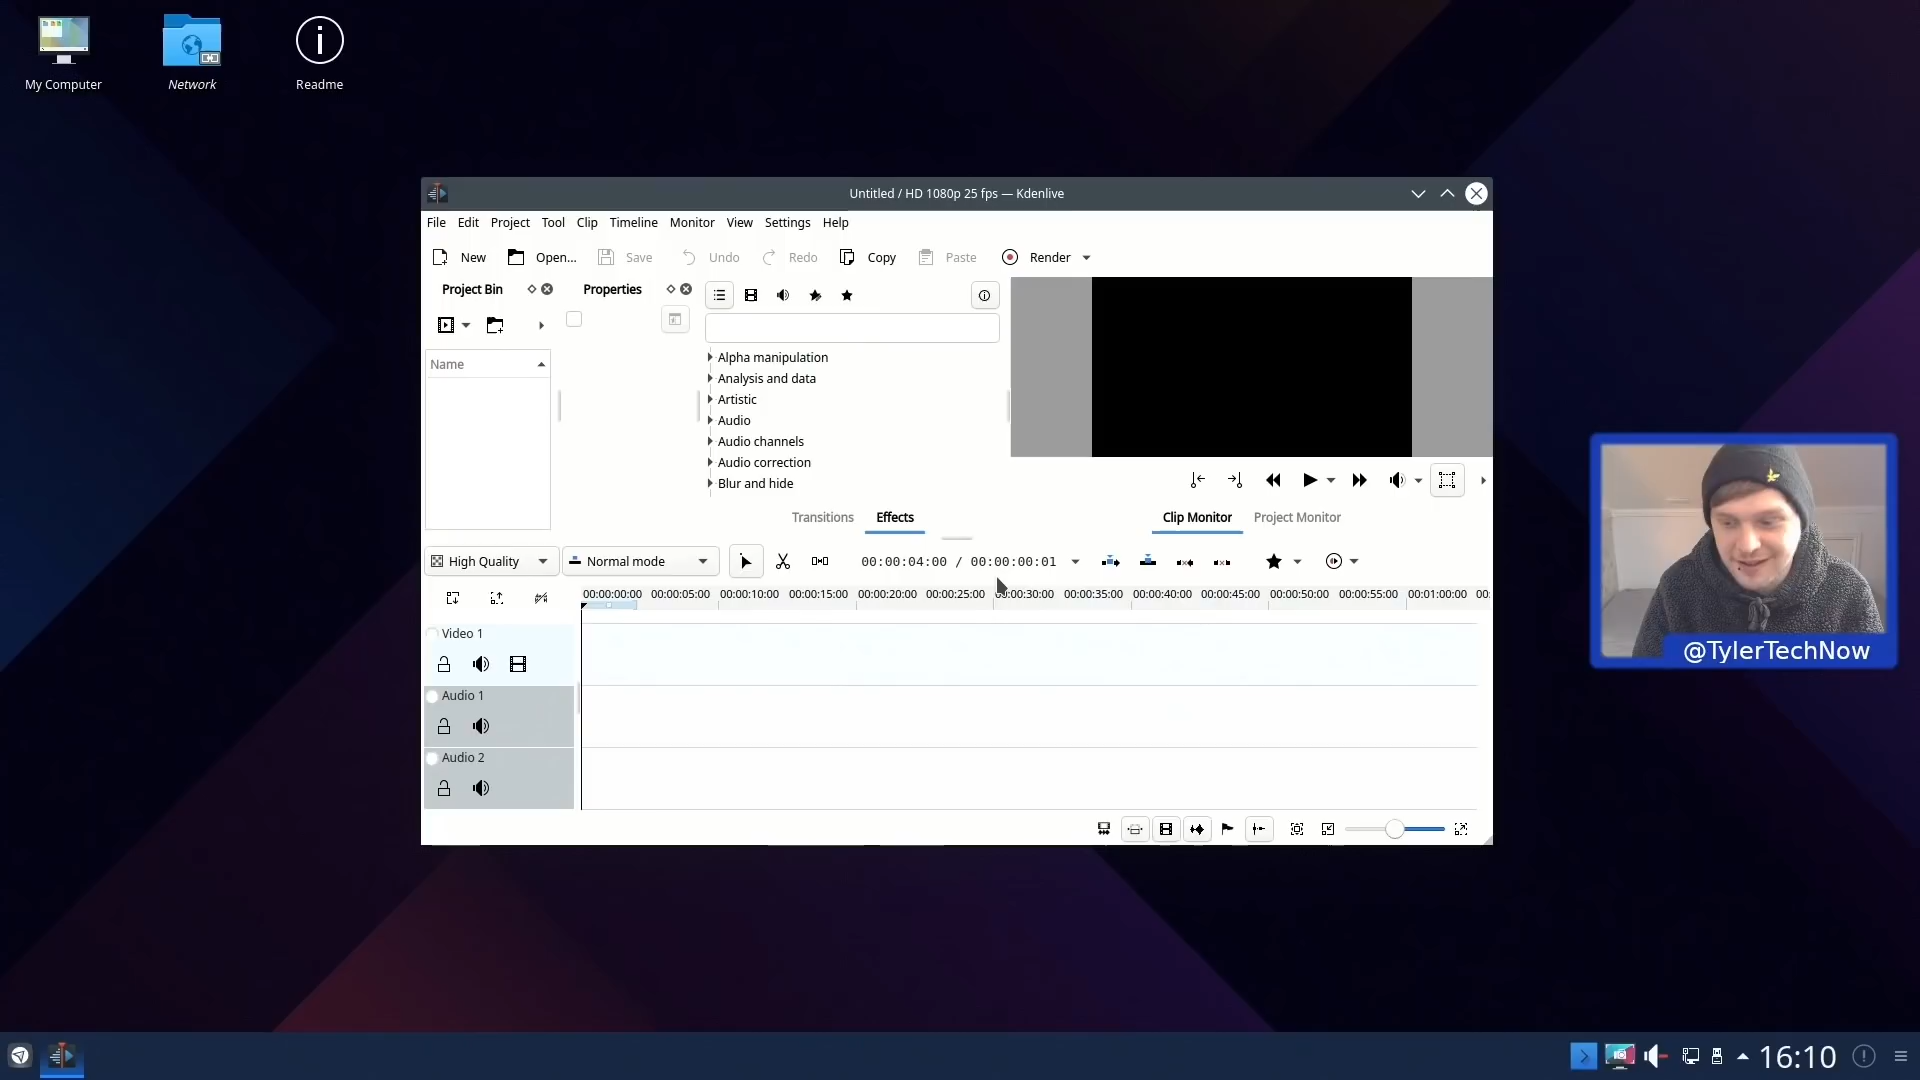 My Computer
Network
Readme
Untitled / HD 1080p 25 fps — Kdenlive
File Edit Project Tool Clip Timeline Monitor View Settings Help
New Open... Save Undo Redo Copy Paste Render
Project Bin
Properties
Name
Alpha manipulation
Analysis and data
Artistic
Audio
Audio channels
Audio correction
Blur and hide
Transitions Effects
Clip Monitor Project Monitor
High Quality
Normal mode
00:00:04:00 / 00:00:00:01
00:00:00:00 00:00:05:00 00:00:10:00 00:00:15:00 00:00:20:00 00:00:25:00 00:00:30:00 00:00:35:00 00:00:40:00 00:00:45:00 00:00:50:00 00:00:55:00 00:01:00:00 00:
Video 1
Audio 1
Audio 2
@TylerTechNow
16:10